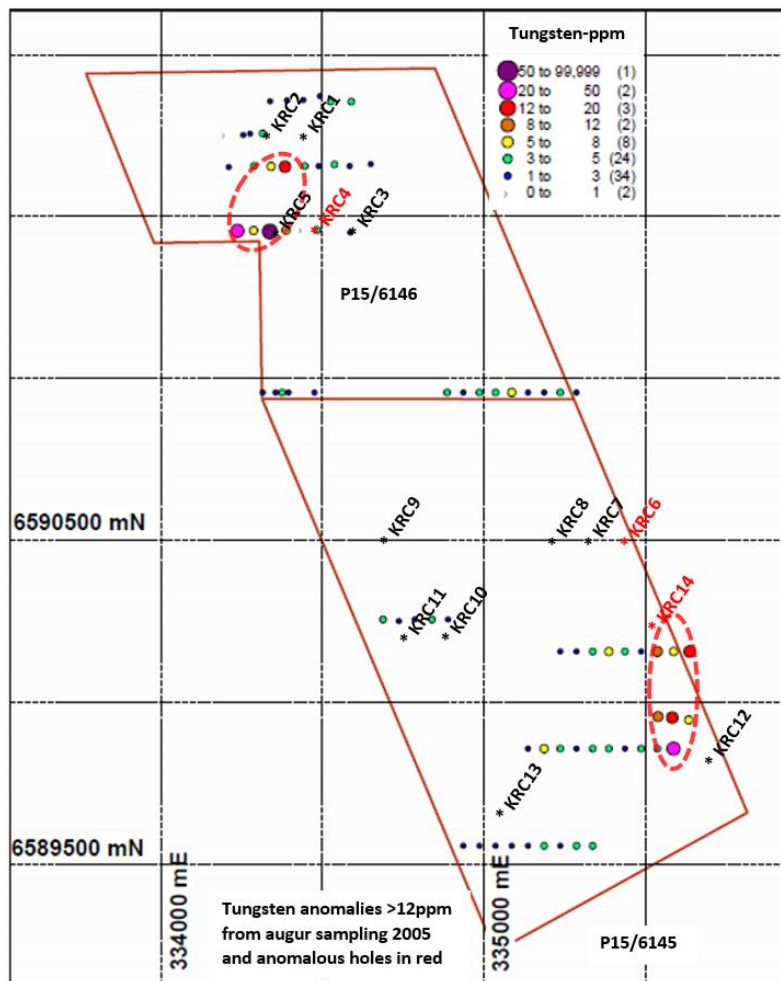 Tungsten-ppm
50 to 99,999 (1)
20 to 50 (2)
12 to 20 (3)
8 to 12 (2)
5 to 8 (8)
3 to 5 (24)
1 to 3 (34)
0 to 1 (2)
KRC2
KRC1
KRC5
KRC4
KRC3
P15/6146
6590500 mN
KRC9
KRC8
KRC7
KRC6
KRC11
KRC10
KRC14
KRC12
KRC13
6589500 mN
334000 mE
335000 mE
Tungsten anomalies >12ppm
from augur sampling 2005
and anomalous holes in red
P15/6145